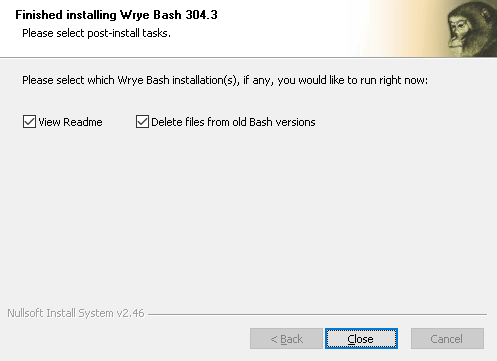 Finished installing Wrye Bash 304.3
Please select post-install tasks.
Please select which Wrye Bash installation(s), if any, you would like to run right now:
View Readme
Delete files from old Bash versions
Nullsoft Install System v2.46
< Back
Close
Cancel